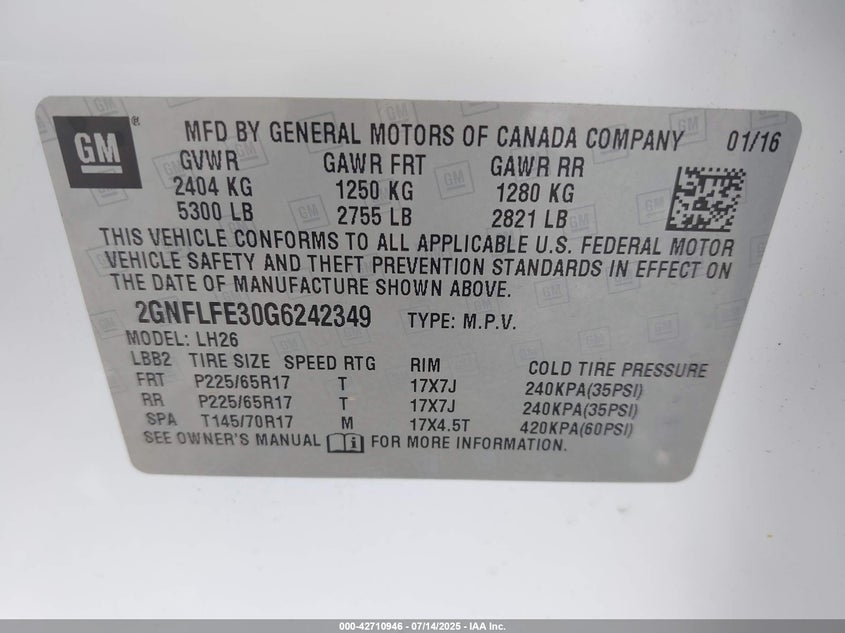 GM ® MFD BY GENERAL MOTORS OF CANADA COMPANY 01/16
GVWR GAWR FRT GAWR RR
2404 KG 1250 KG 1280 KG
5300 LB 2755 LB 2821 LB
THIS VEHICLE CONFORMS TO ALL APPLICABLE U.S. FEDERAL MOTOR
VEHICLE SAFETY AND THEFT PREVENTION STANDARDS IN EFFECT ON
THE DATE OF MANUFACTURE SHOWN ABOVE.
2GNFLFE30G6242349 TYPE: M.P.V.
MODEL: LH26
LBB2 TIRE SIZE SPEED RTG RIM COLD TIRE PRESSURE
FRT P225/65R17 T 17X7J 240KPA(35PSI)
RR P225/65R17 T 17X7J 240KPA(35PSI)
SPA T145/70R17 M 17X4.5T 420KPA(60PSI)
SEE OWNER'S MANUAL FOR MORE INFORMATION.
000-42710946 - 07/14/2025 - IAA Inc.